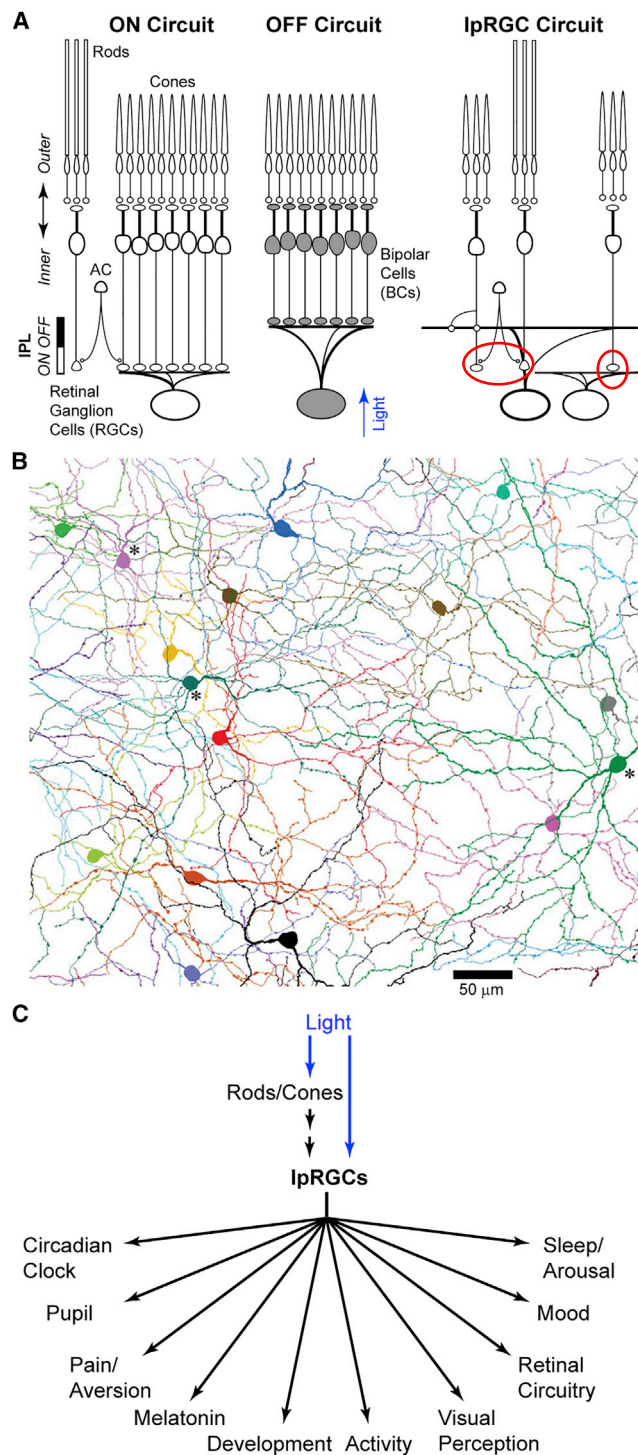 A
ON Circuit
OFF Circuit
IpRGC Circuit
Rods
Cones
Outer
Inner
AC
Bipolar
Cells
(BCs)
IPL
ON OFF
Retinal
Ganglion
Cells (RGCs)
Light
B
*
*
*
50 μm
C
Light
Rods/Cones
IpRGCs
Circadian
Clock
Sleep/
Arousal
Pupil
Mood
Pain/
Aversion
Retinal
Circuitry
Melatonin
Visual
Perception
Development
Activity